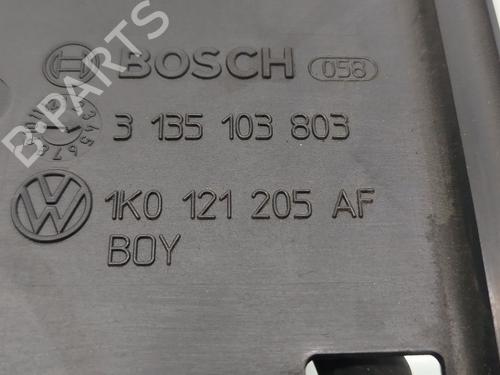 BOSCH 058
3 135 103 803
1K0 121 205 AF
BOY
B-PARTS